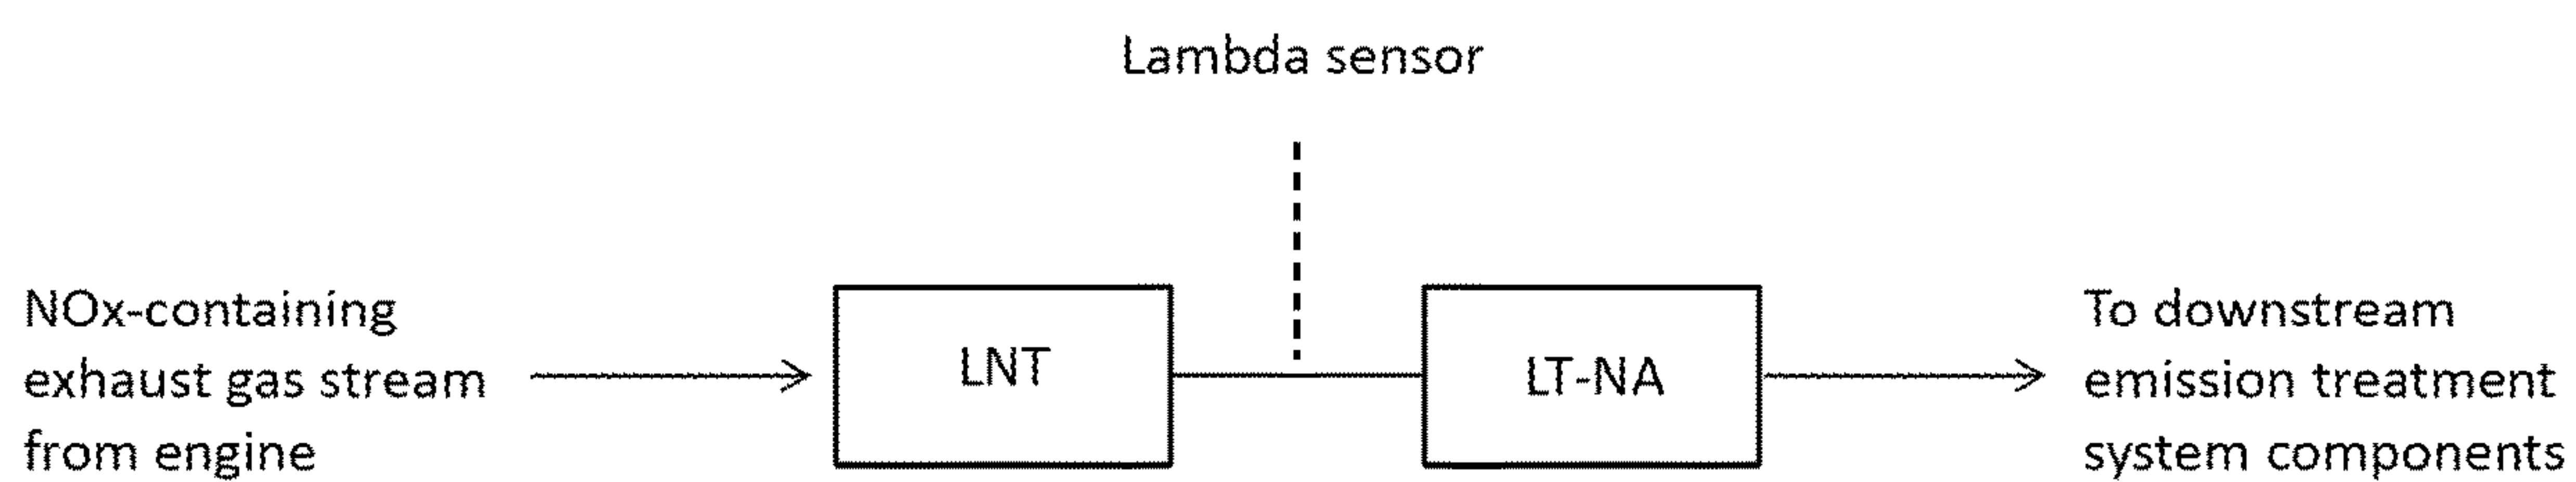 Lambda sensor
NOx-containing
exhaust gas stream
from engine
LNT
LT-NA
To downstream
emission treatment
system components